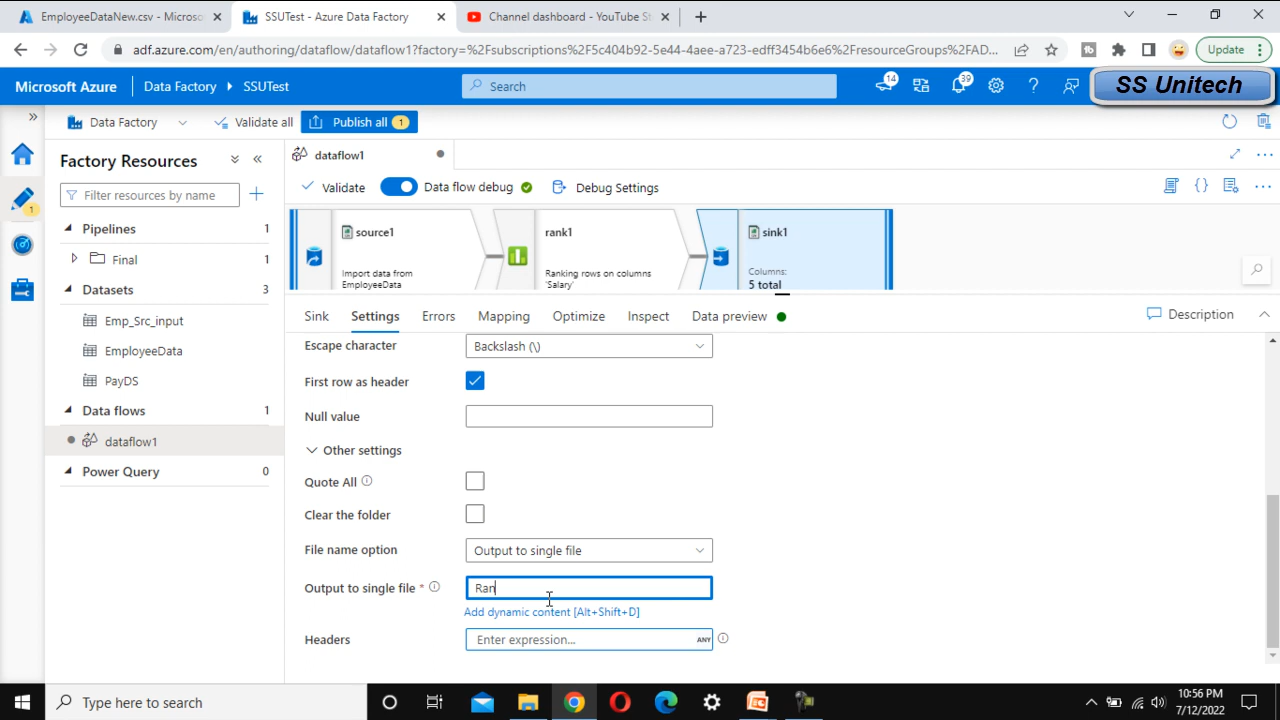 EmployeeDataNew.csv - Microso
SSUTest - Azure Data Factory
Channel dashboard - YouTube St
adf.azure.com/en/authoring/dataflow/dataflow1?factory=%2Fsubscriptions%2F5c404b92-5e44-4aee-a723-edff3454b6e6%2FresourceGroups%2FAD...
Update
Microsoft Azure
Data Factory
SSUTest
Search
14
39
SS Unitech
Data Factory
Validate all
Publish all
1
Factory Resources
Filter resources by name
1
Pipelines
1
Final
1
Datasets
3
Emp_Src_input
EmployeeData
PayDS
Data flows
1
dataflow1
Power Query
0
dataflow1
Validate
Data flow debug
Debug Settings
source1
Import data from
EmployeeData
rank1
Ranking rows on columns
'Salary'
sink1
Columns:
5 total
Sink
Settings
Errors
Mapping
Optimize
Inspect
Data preview
Description
Escape character
Backslash (\)
First row as header
Null value
Other settings
Quote All
Clear the folder
File name option
Output to single file
Output to single file *
Ran
Add dynamic content [Alt+Shift+D]
Headers
Enter expression...
ANY
Type here to search
10:56 PM
7/12/2022